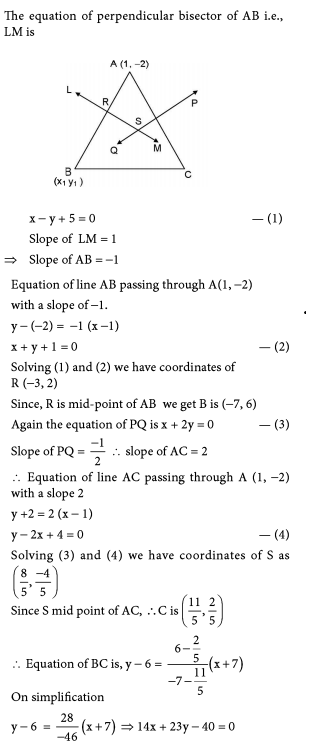 The equation of perpendicular bisector of AB i.e.,
LM is
A (1, –2)
L
R
P
S
Q
M
B
(x₁ y₁)
C
x – y + 5 = 0 — (1)
Slope of LM = 1
⇒ Slope of AB = –1
Equation of line AB passing through A(1, –2)
with a slope of –1.
y – (–2) = –1 (x – 1)
x + y + 1 = 0 — (2)
Solving (1) and (2) we have coordinates of
R (–3, 2)
Since, R is mid-point of AB we get B is (–7, 6)
Again the equation of PQ is x + 2y = 0 — (3)
Slope of PQ = –1/2 ∴ slope of AC = 2
∴ Equation of line AC passing through A (1, –2)
with a slope 2
y +2 = 2 (x – 1)
y – 2x + 4 = 0 — (4)
Solving (3) and (4) we have coordinates of S as
(8/5, –4/5)
Since S mid point of AC, ∴C is (11/5, 2/5)
∴ Equation of BC is, y – 6 = (6 – 2/5)/(–7 – 11/5) (x + 7)
On simplification
y – 6 = 28/–46 (x + 7) ⇒ 14x + 23y – 40 = 0